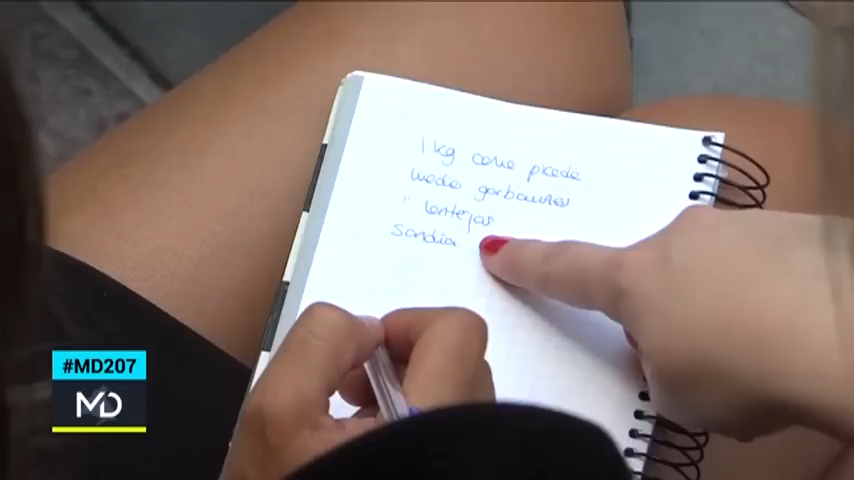 1 kg carne picada
medio garbanzos
" lentejas
sandia
#MD207
MD